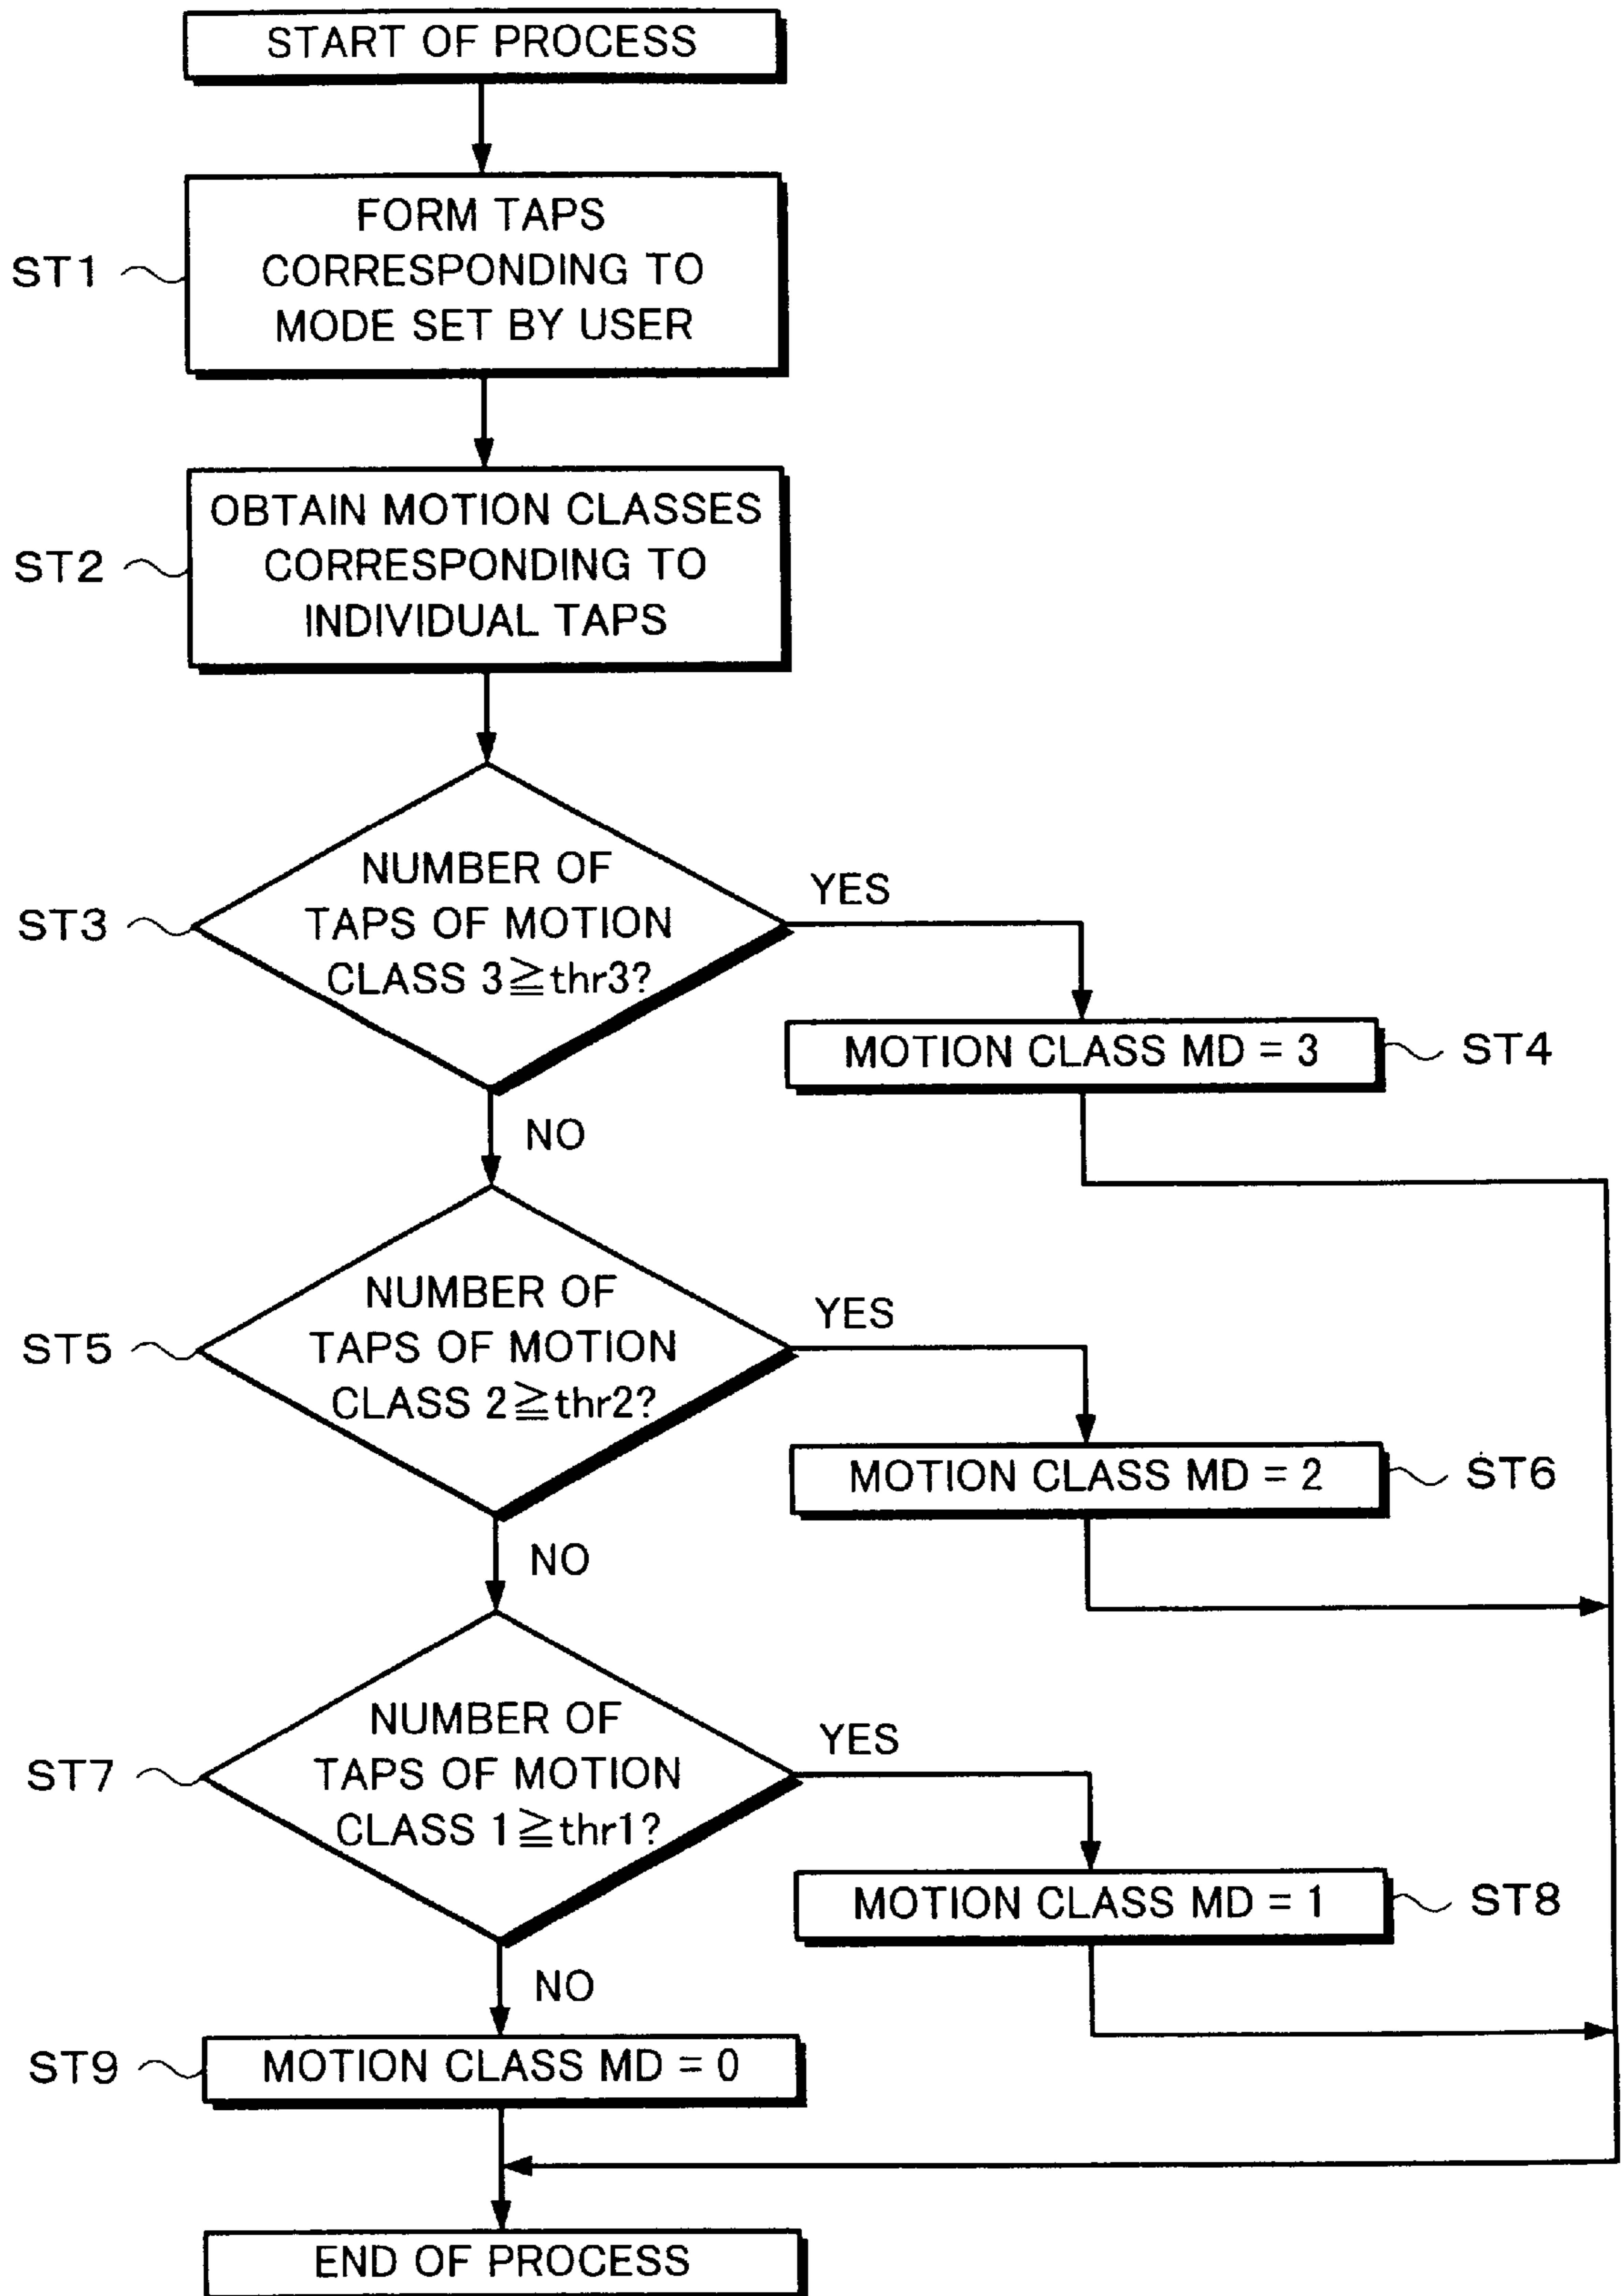 START OF PROCESS
ST1
FORM TAPS
CORRESPONDING TO
MODE SET BY USER
ST2
OBTAIN MOTION CLASSES
CORRESPONDING TO
INDIVIDUAL TAPS
ST3
NUMBER OF
TAPS OF MOTION
CLASS 3≧thr3?
YES
MOTION CLASS MD = 3
ST4
NO
ST5
NUMBER OF
TAPS OF MOTION
CLASS 2≧thr2?
YES
MOTION CLASS MD = 2
ST6
NO
ST7
NUMBER OF
TAPS OF MOTION
CLASS 1≧thr1?
YES
MOTION CLASS MD = 1
ST8
NO
ST9
MOTION CLASS MD = 0
END OF PROCESS